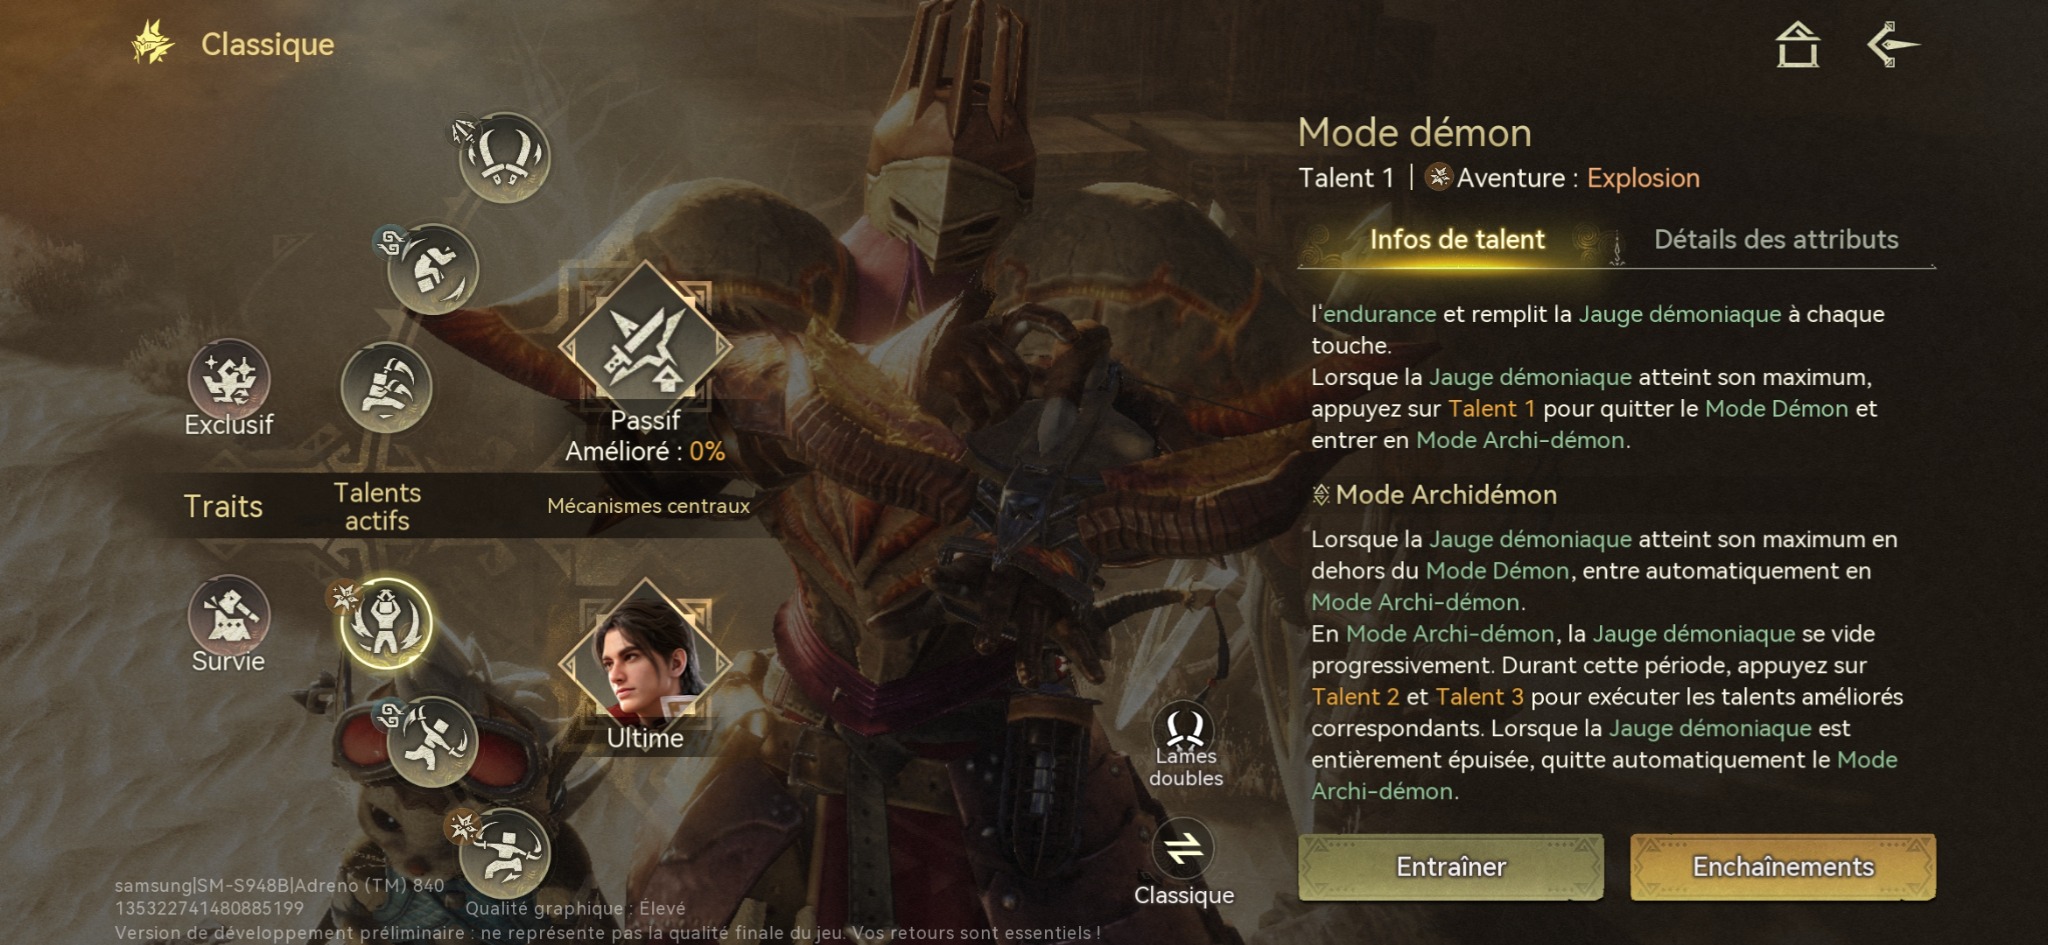 Classique
Exclusif
Traits
Survie
Talents
actifs
Passif
Amélioré : 0%
Mécanismes centraux
Ultime
Lames
doubles
Classique
Mode démon
Talent 1 | Aventure : Explosion
Infos de talent
Détails des attributs
l'endurance et remplit la Jauge démoniaque à chaque
touche.
Lorsque la Jauge démoniaque atteint son maximum,
appuyez sur Talent 1 pour quitter le Mode Démon et
entrer en Mode Archi-démon.
Mode Archidémon
Lorsque la Jauge démoniaque atteint son maximum en
dehors du Mode Démon, entre automatiquement en
Mode Archi-démon.
En Mode Archi-démon, la Jauge démoniaque se vide
progressivement. Durant cette période, appuyez sur
Talent 2 et Talent 3 pour exécuter les talents améliorés
correspondants. Lorsque la Jauge démoniaque est
entièrement épuisée, quitte automatiquement le Mode
Archi-démon.
Entraîner
Enchaînements
samsung|SM-S948B|Adreno (TM) 840
135322741480885199
Qualité graphique : Élevé
Version de développement préliminaire : ne représente pas la qualité finale du jeu. Vos retours sont essentiels !